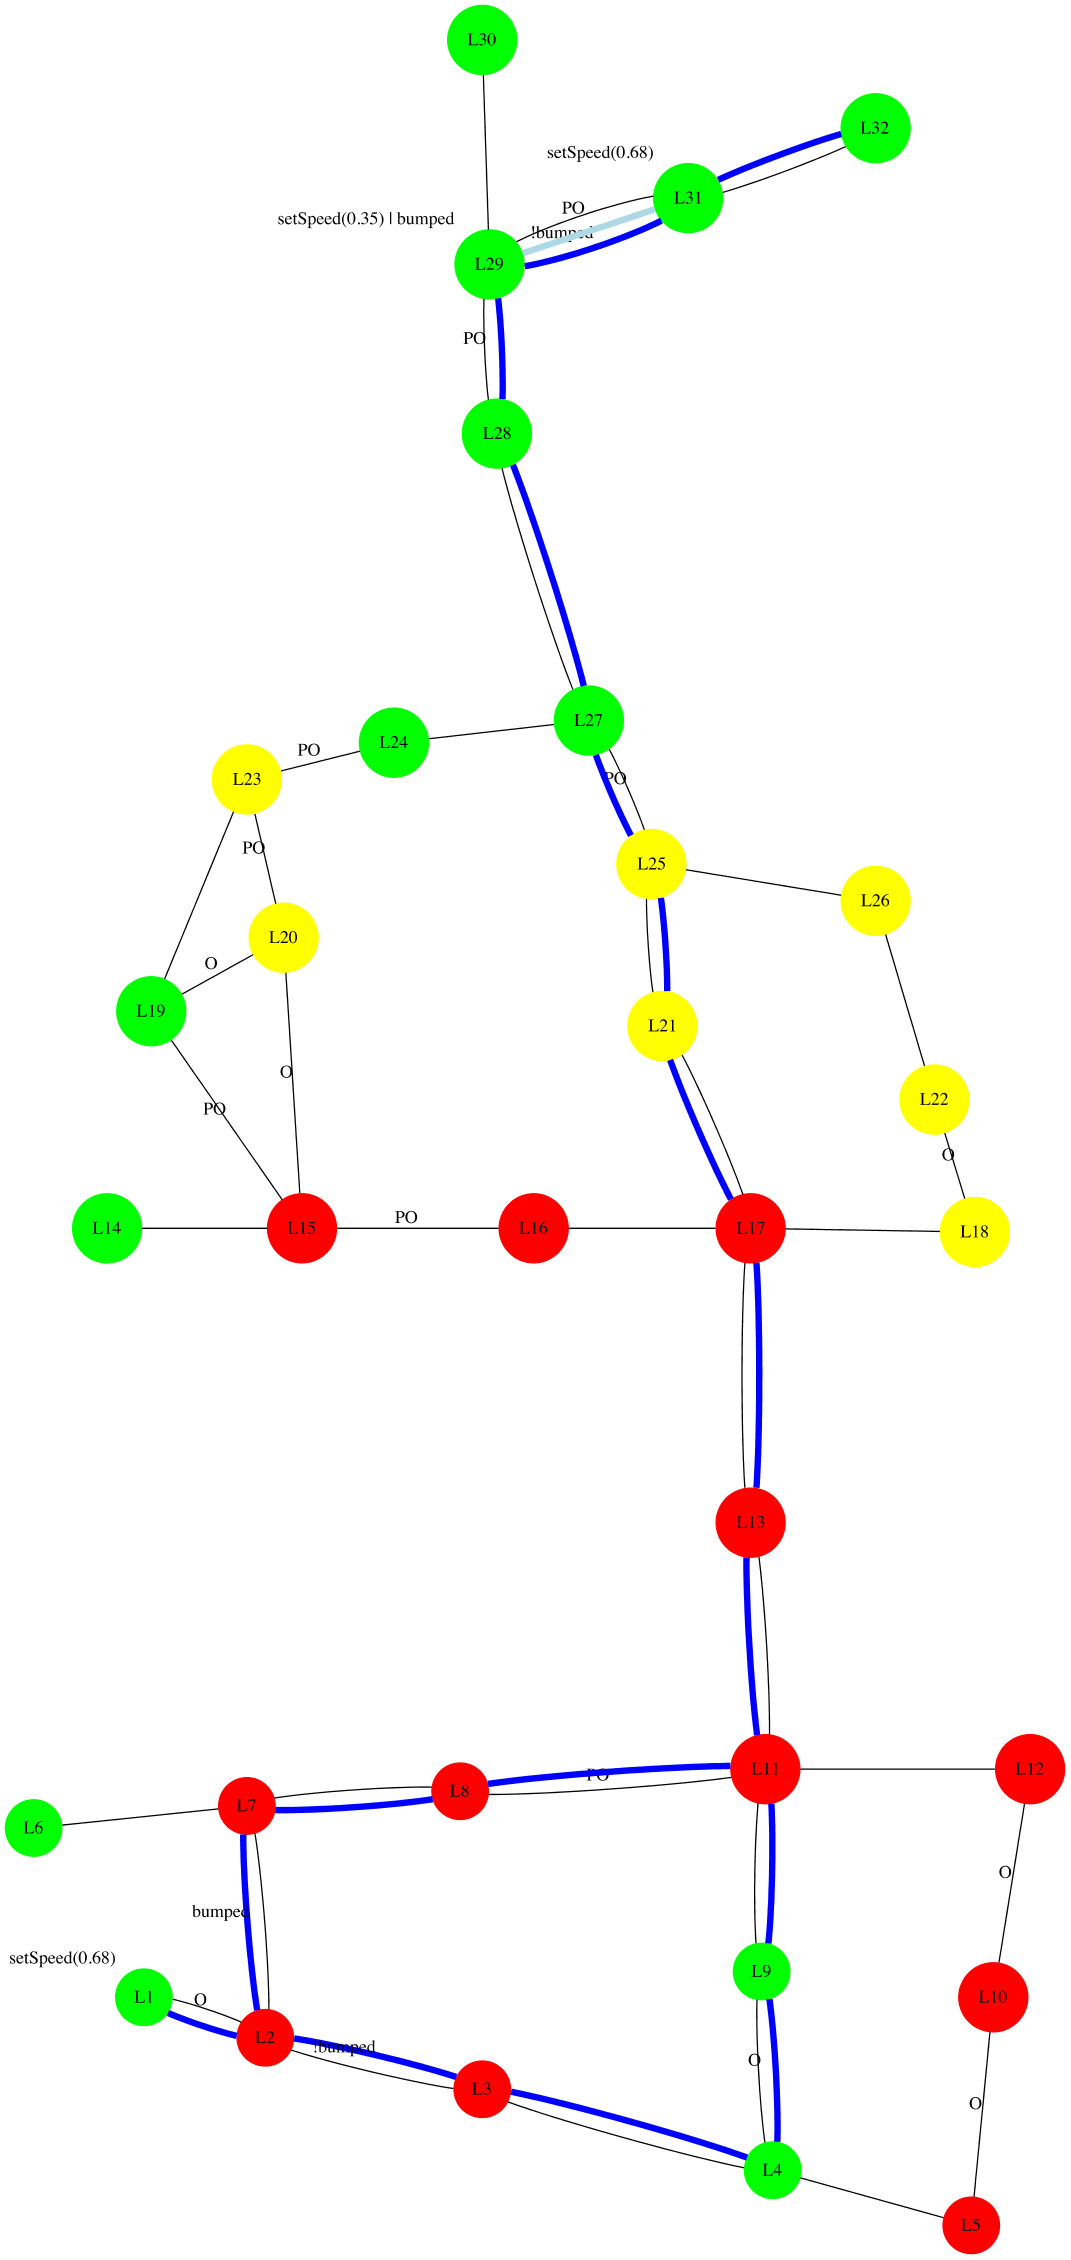 L30
L32
setSpeed(0.68)
L31
PO
setSpeed(0.35) | bumped
!bumped
L29
PO
L28
L27
L24
PO
L23
PO
PO
L25
L26
L20
O
L19
L21
O
L22
PO
O
L14
L15
PO
L16
L17
L18
L13
L11
L12
PO
L8
L7
L6
O
bumped
setSpeed(0.68)
L9
L1
O
L10
L2
!bumped
O
L3
O
L4
L5